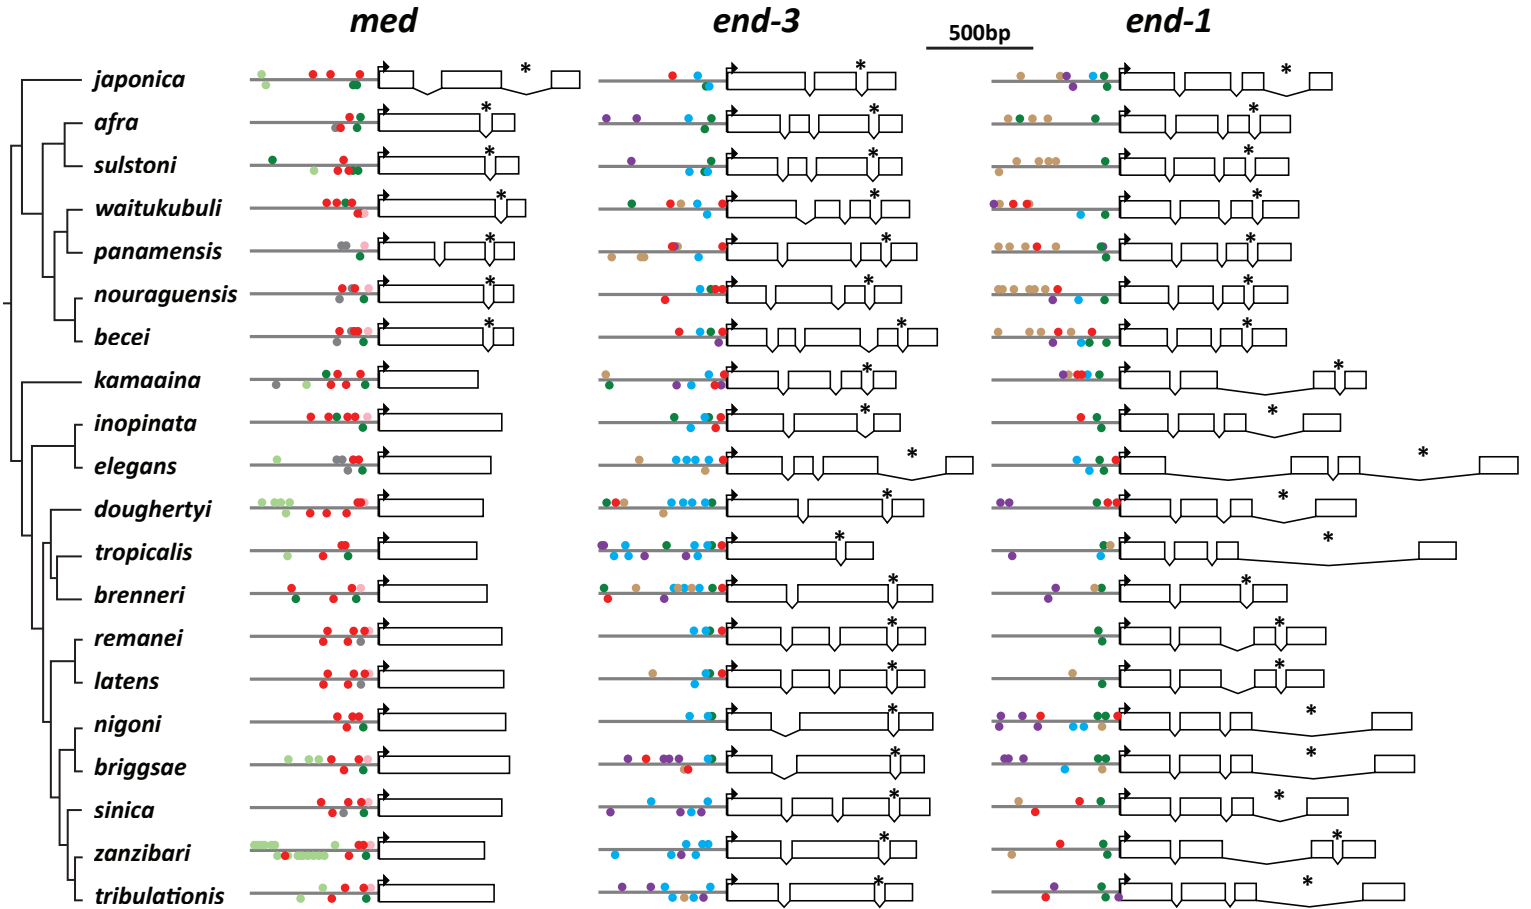 med end-3 end-1
500bp
japonica * * *
afra * * *
sulstoni * * *
waitukubuli * * *
panamensis * * *
nouraguensis * * *
becei * * *
kamaaina * *
inopinata * *
elegans * *
doughertyi * *
tropicalis * *
brenneri * *
remanei * *
latens * *
nigoni * *
briggsae * *
sinica * *
zanzibari * *
tribulationis * *